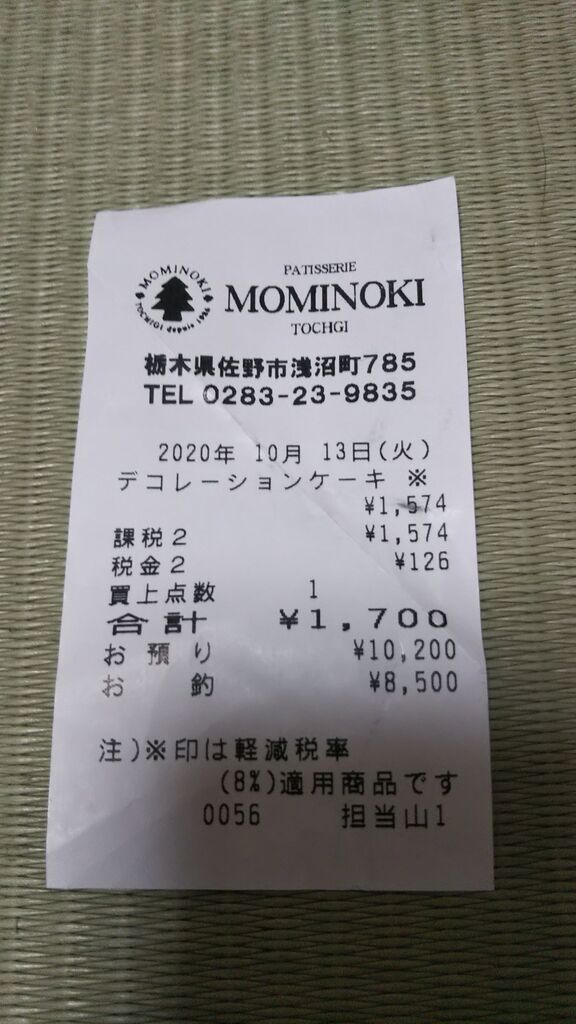 MOMINOKI
TOCHIGI depuis 1986
PATISSERIE
MOMINOKI
TOCHGI
栃木県佐野市浅沼町785
TEL 0283-23-9835
2020年 10月 13日(火)
デコレーションケーキ ※
¥1,574
課税2 ¥1,574
税金2 ¥126
買上点数 1
合計 ¥1,700
お預り ¥10,200
お釣 ¥8,500
注)※印は軽減税率
(8%)適用商品です
0056 担当山1